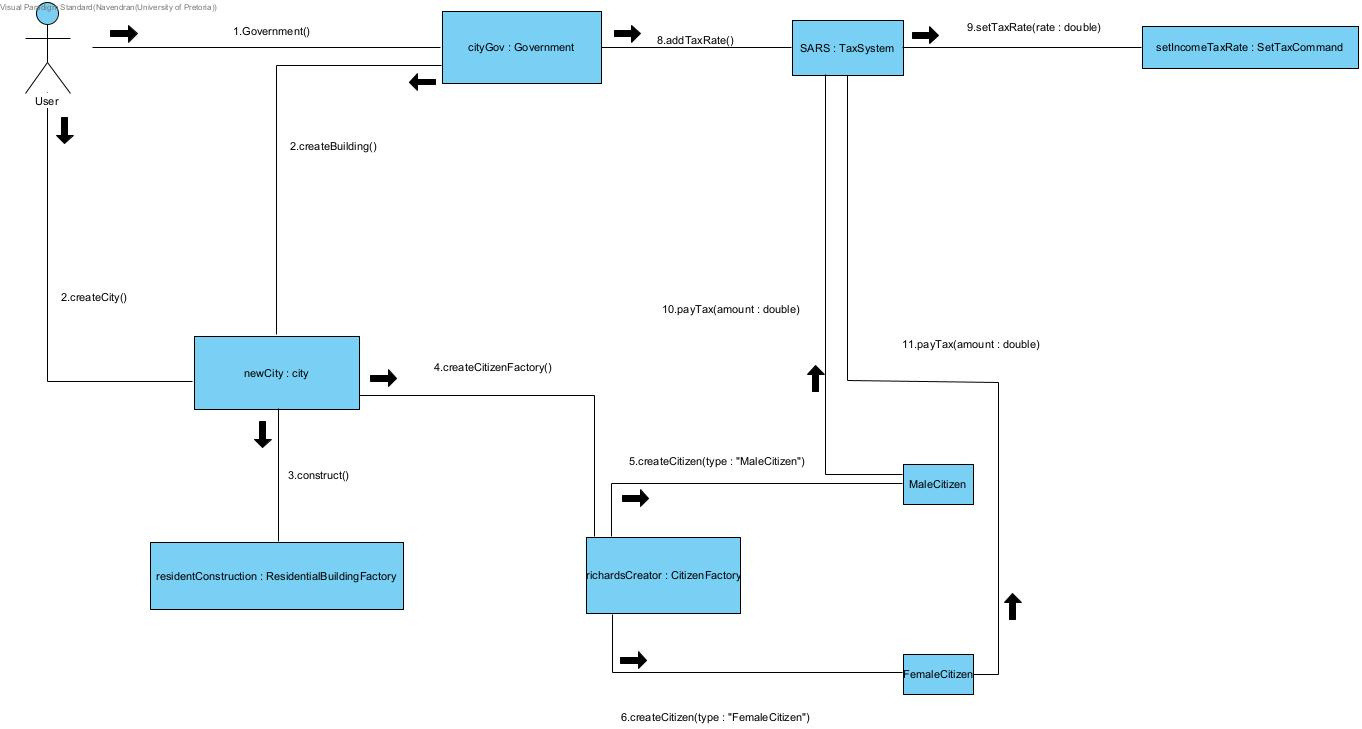 Visual Paradigm Standard(Navendran(University of Pretoria))
1.Government()
cityGov : Government
8.addTaxRate()
SARS : TaxSystem
9.setTaxRate(rate : double)
setIncomeTaxRate : SetTaxCommand
User
2.createBuilding()
2.createCity()
10.payTax(amount : double)
11.payTax(amount : double)
newCity : city
4.createCitizenFactory()
3.construct()
5.createCitizen(type : "MaleCitizen")
MaleCitizen
residentConstruction : ResidentialBuildingFactory
richardsCreator : CitizenFactory
FemaleCitizen
6.createCitizen(type : "FemaleCitizen")